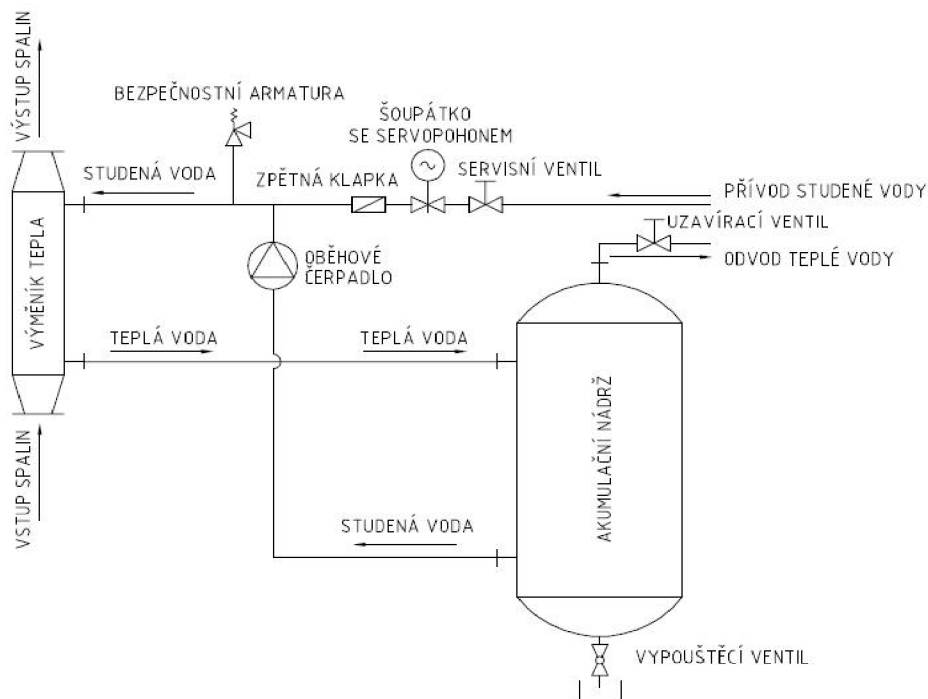 VÝSTUP SPALIN
BEZPEČNOSTNÍ ARMATURA
ŠOUPÁTKO
SE SERVOPOHONEM
STUDENÁ VODA
ZPĚTNÁ KLAPKA
SERVISNÍ VENTIL
PŘÍVOD STUDENÉ VODY
UZAVÍRACÍ VENTIL
ODVOD TEPLÉ VODY
VÝMĚNÍK TEPLA
OBĚHOVÉ
ČERPADLO
TEPLÁ VODA
TEPLÁ VODA
AKUMULAČNÍ NÁDRŽ
VSTUP SPALIN
STUDENÁ VODA
VYPOUŠTĚCÍ VENTIL